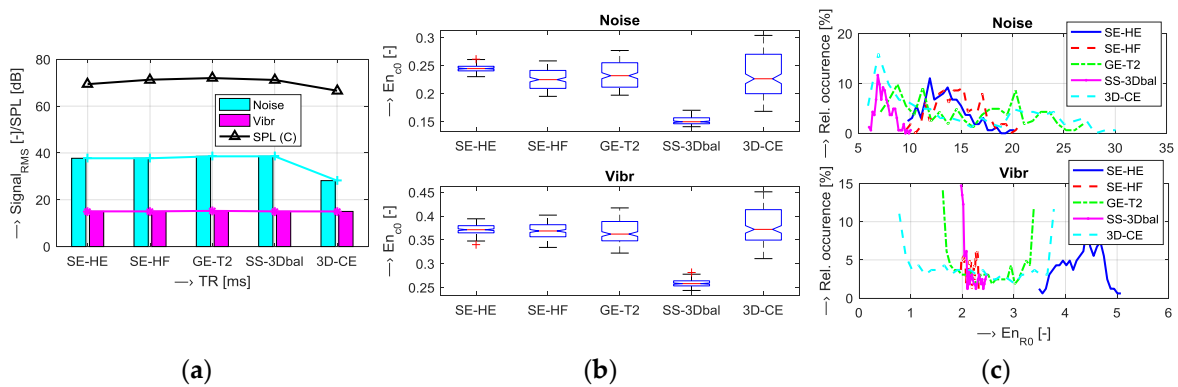 (a)
80
60
40
20
0
—> Signal_RMS [-]/SPL [dB]
Noise
Vibr
SPL (C)
SE-HE SE-HF GE-T2 SS-3Dbal 3D-CE
—> TR [ms]
(b)
Noise
0.3
0.25
0.2
0.15
—> En_c0 [-]
SE-HE SE-HF GE-T2 SS-3Dbal 3D-CE
Vibr
0.45
0.4
0.35
0.3
0.25
—> En_c0 [-]
SE-HE SE-HF GE-T2 SS-3Dbal 3D-CE
(c)
Noise
20
10
0
—> Rel. occurence [%]
SE-HE
SE-HF
GE-T2
SS-3Dbal
3D-CE
5 10 15 20 25 30 35
Vibr
15
10
5
0
—> Rel. occurence [%]
SE-HE
SE-HF
GE-T2
SS-3Dbal
3D-CE
0 1 2 3 4 5 6
—> En_R0 [-]
(a) (b) (c)